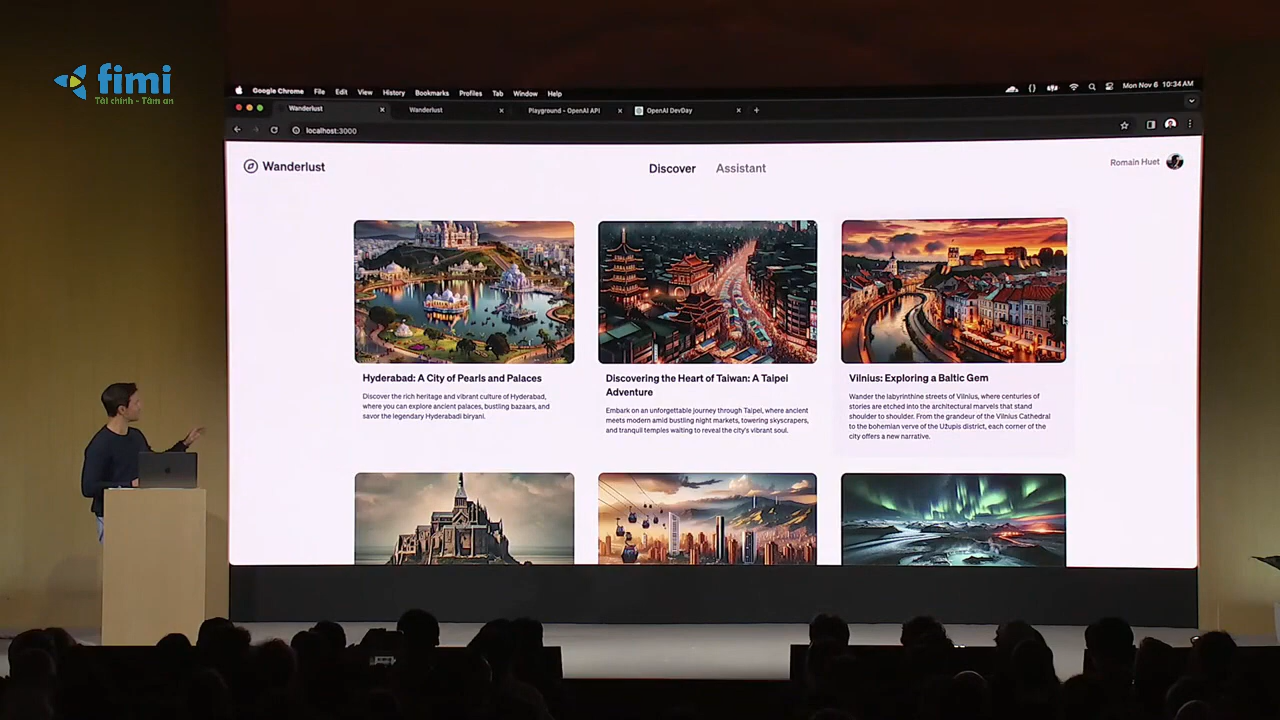 fimi
Tài chính - Tâm an
Google Chrome File Edit View History Bookmarks Profiles Tab Window Help
Mon Nov 6 10:34 AM
Wanderlust
Wanderlust
Playground - OpenAI API
OpenAI DevDay
localhost:3000
Wanderlust
Discover
Assistant
Romain Huet
Hyderabad: A City of Pearls and Palaces
Discover the rich heritage and vibrant culture of Hyderabad,
where you can explore ancient palaces, bustling bazaars, and
savor the legendary Hyderabadi biryani.
Discovering the Heart of Taiwan: A Taipei
Adventure
Embark on an unforgettable journey through Taipei, where ancient
meets modern amid bustling night markets, towering skyscrapers,
and tranquil temples waiting to reveal the city's vibrant soul.
Vilnius: Exploring a Baltic Gem
Wander the labyrinthine streets of Vilnius, where centuries of
stories are etched into the architectural marvels that stand
shoulder to shoulder. From the grandeur of the Vilnius Cathedral
to the bohemian verve of the Užupis district, each corner of the
city offers a new narrative.